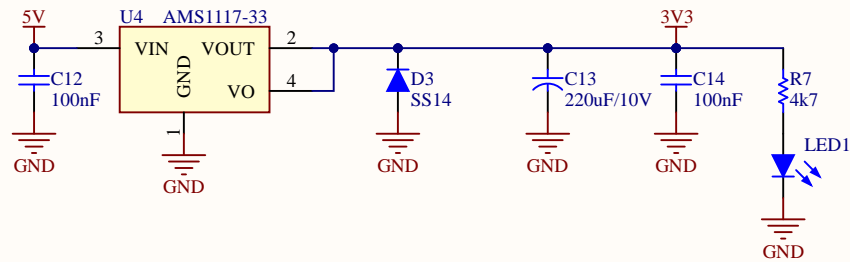 5V
U4 AMS1117-33
3V3
3 VIN VOUT 2
GND
VO 4
1
C12
100nF
D3
SS14
C13
220uF/10V
C14
100nF
R7
4k7
LED1
GND
GND
GND
GND
GND
GND